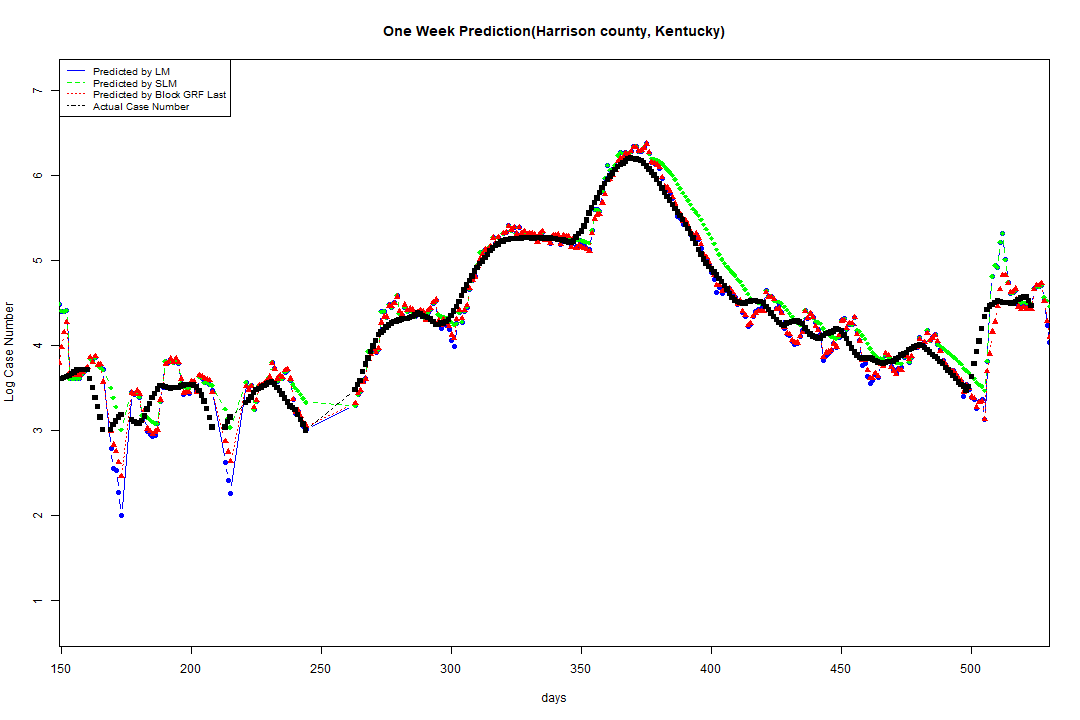 One Week Prediction(Harrison county, Kentucky)
Predicted by LM
Predicted by SLM
Predicted by Block GRF Last
Actual Case Number
7
6
5
4
3
2
1
Log Case Number
150 200 250 300 350 400 450 500
days